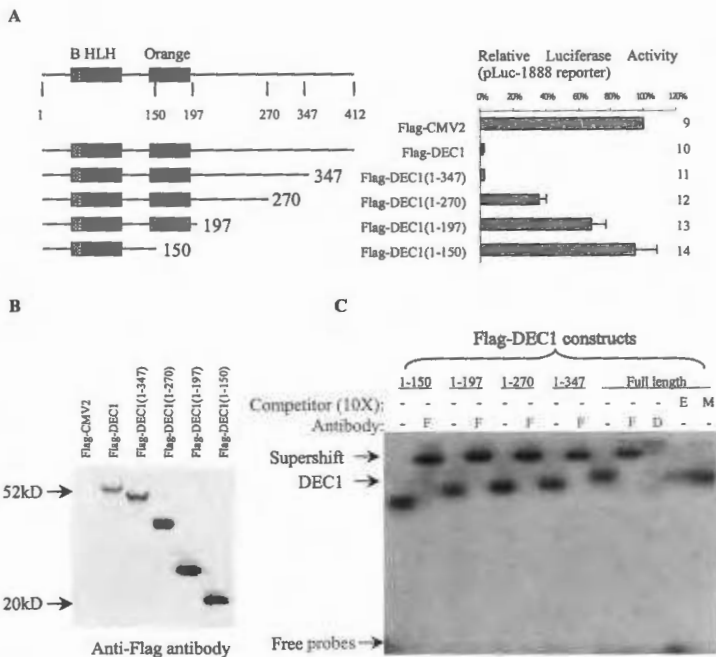 A
B HLH Orange
1 150 197 270 347 412
347
270
197
150
Relative Luciferase Activity
(pLuc-1888 reporter)
0% 20% 40% 60% 80% 100% 120%
Flag-CMV2 9
Flag-DEC1 10
Flag-DEC1(1-347) 11
Flag-DEC1(1-270) 12
Flag-DEC1(1-197) 13
Flag-DEC1(1-150) 14
B
Flag-CMV2
Flag-DEC1
Flag-DEC1(1-347)
Flag-DEC1(1-270)
Flag-DEC1(1-197)
Flag-DEC1(1-150)
52kD
20kD
Anti-Flag antibody
C
Flag-DEC1 constructs
1-150 1-197 1-270 1-347 Full length
Competitor (10X): - - - - - - - - - - - E M
Antibody: - F - F - F - F - F D - -
Supershift
DEC1
Free probes